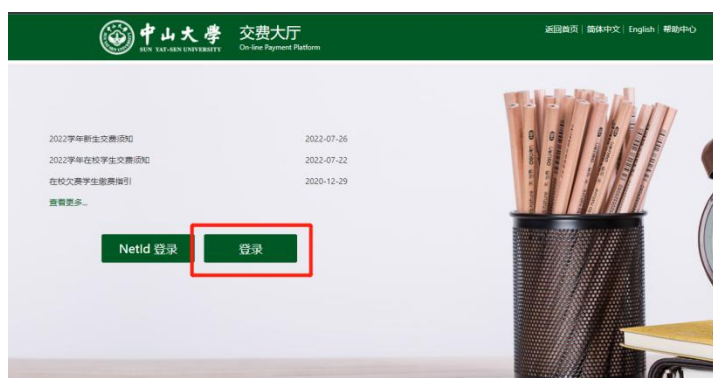 中山大學
SUN YAT-SEN UNIVERSITY
交费大厅
On-line Payment Platform
返回首页 | 简体中文 | English | 帮助中心
2022学年新生交费须知 2022-07-26
2022学年在校学生交费须知 2022-07-22
在校欠费学生缴费指引 2020-12-29
查看更多...
NetId 登录 登录